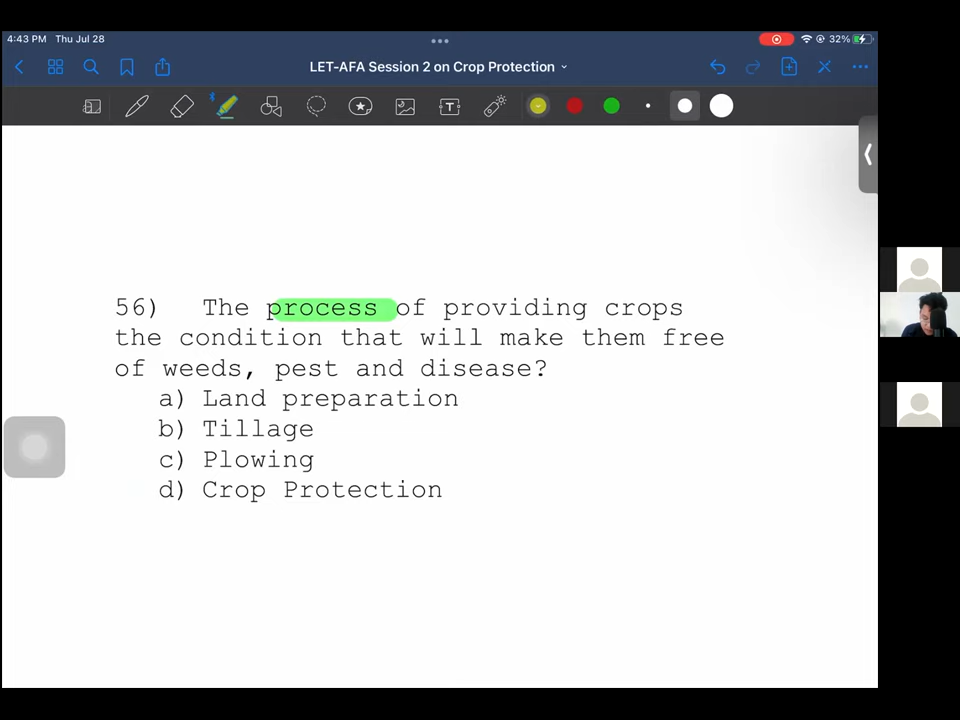 4:43 PM Thu Jul 28
32%
LET-AFA Session 2 on Crop Protection
56) The process of providing crops
the condition that will make them free
of weeds, pest and disease?
a) Land preparation
b) Tillage
c) Plowing
d) Crop Protection